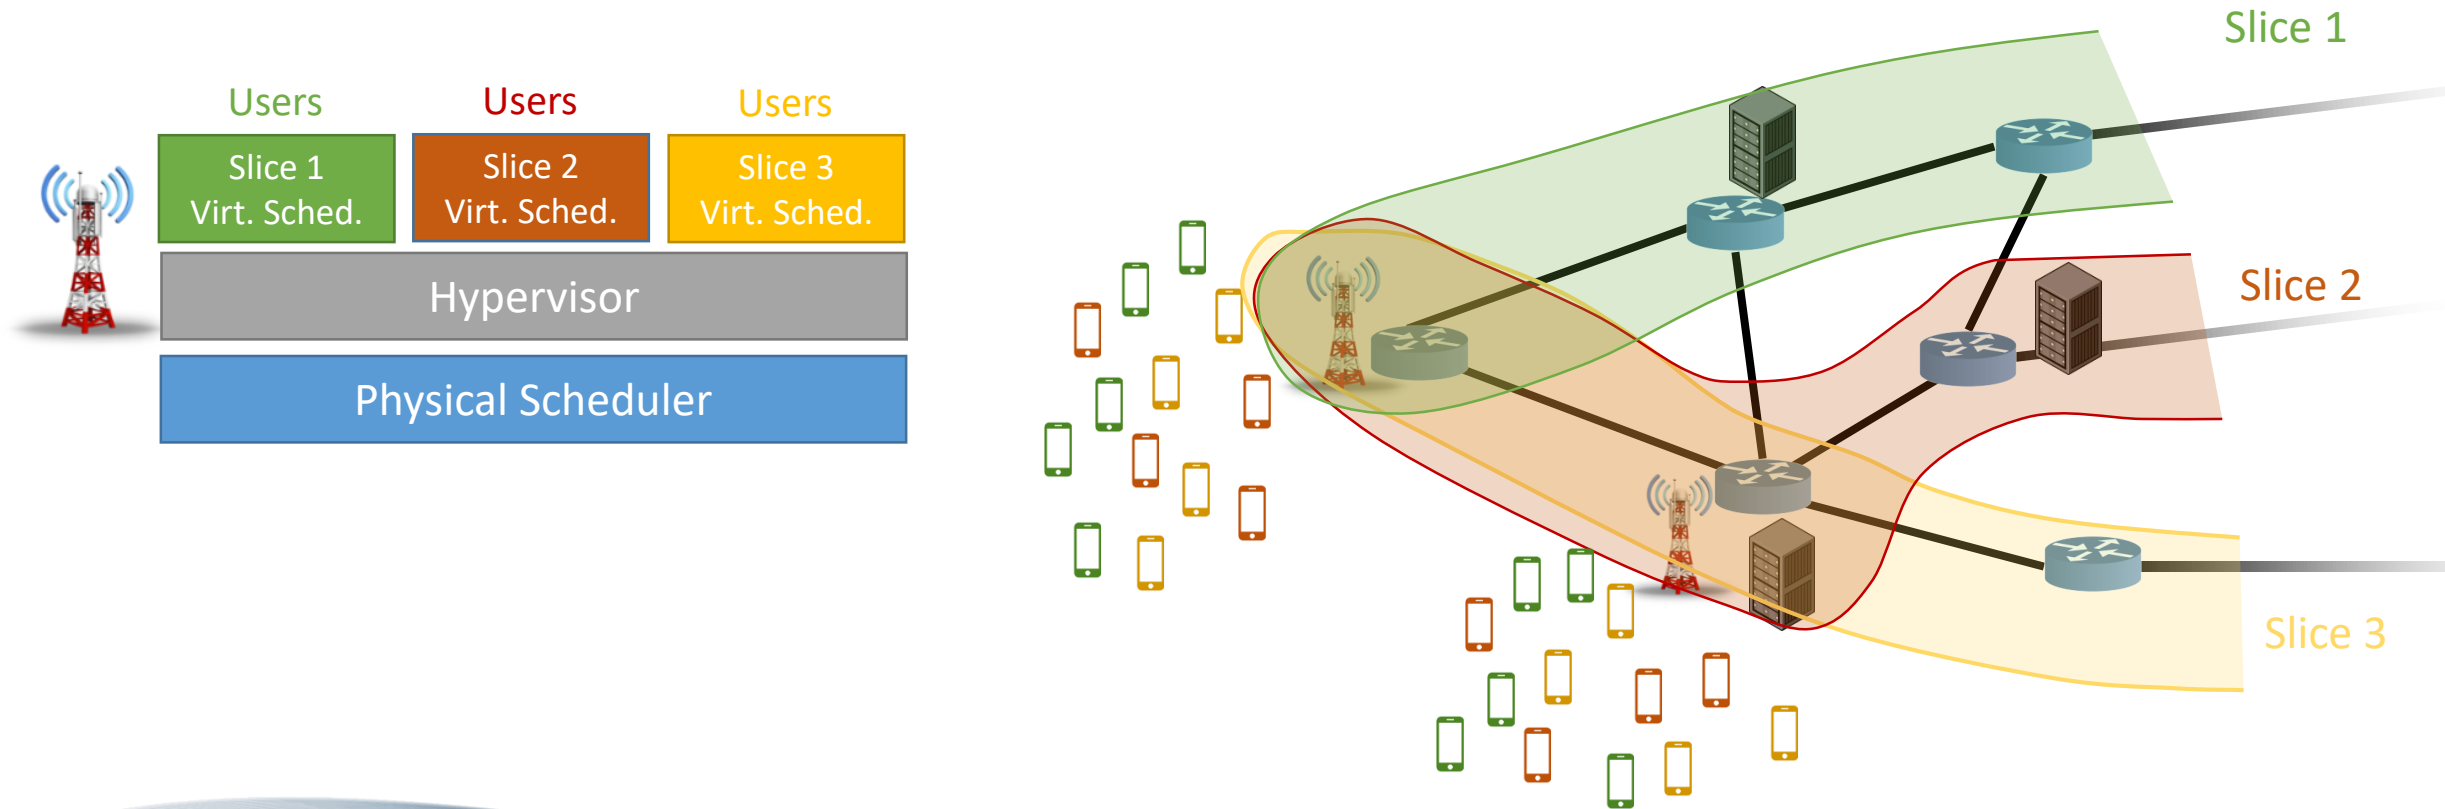 Users
Users
Users
Slice 1
Virt. Sched.
Slice 2
Virt. Sched.
Slice 3
Virt. Sched.
Hypervisor
Physical Scheduler
Slice 1
Slice 2
Slice 3